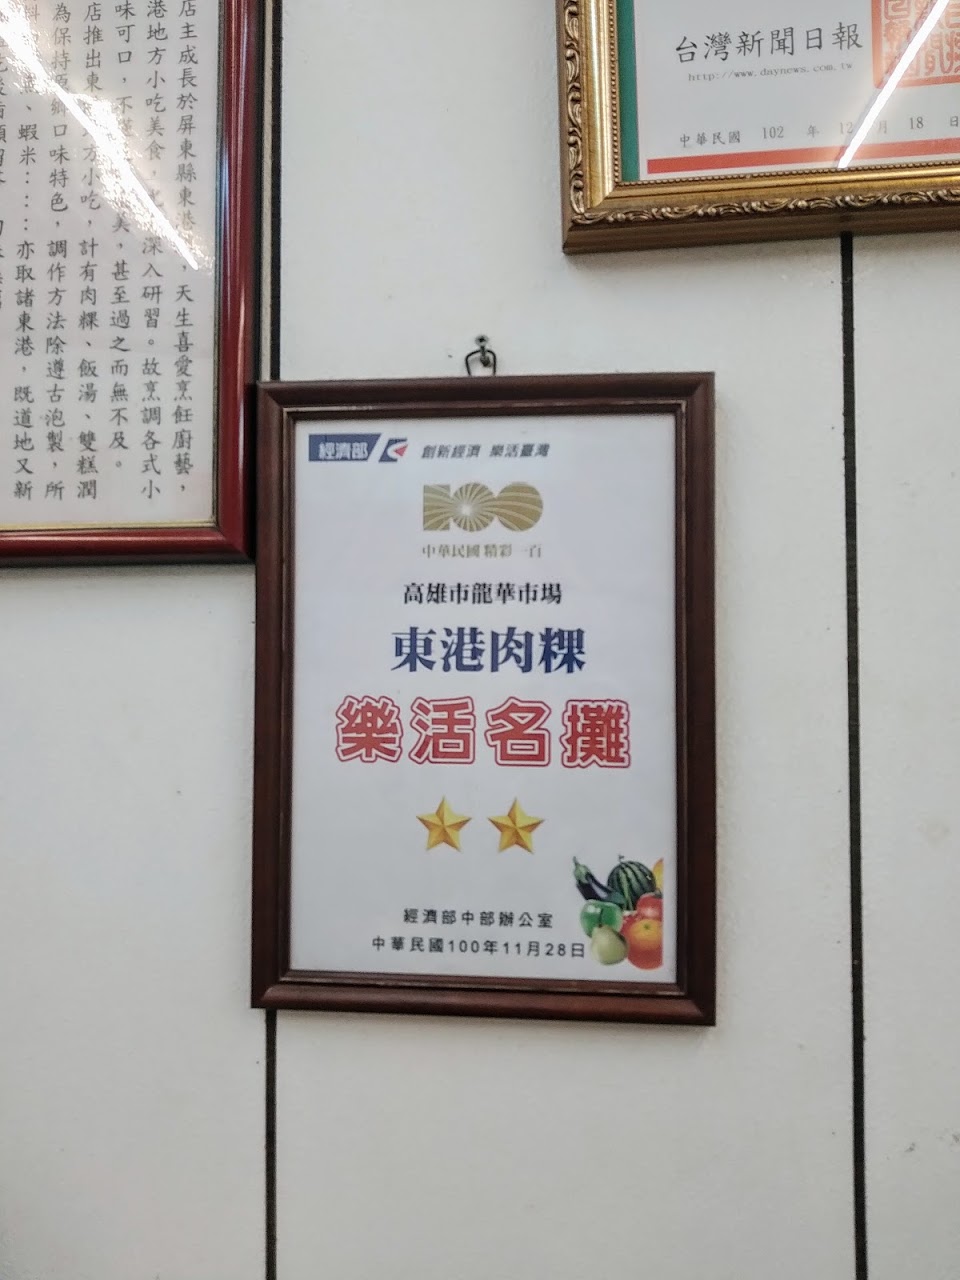 店主成長於屏東縣東港
，天生喜愛烹飪廚藝，
港地方小吃美食，
深入研習。故烹調各式小
味可口，不
美，甚至過之而無不及。
店推出東
方小吃，計有肉粿、飯湯、雙糕潤
為保持
鄉口味特色，調作方法除遵古泡製，所
、蝦米……亦取諸東港，既道地又新
台灣新聞日報
http://www.daynews.com.tw
中華民國 102 年 12 月 18 日
經濟部
創新經濟 樂活臺灣
100
中華民國 精彩一百
高雄市龍華市場
東港肉粿
樂活名攤
經濟部中部辦公室
中華民國100年11月28日